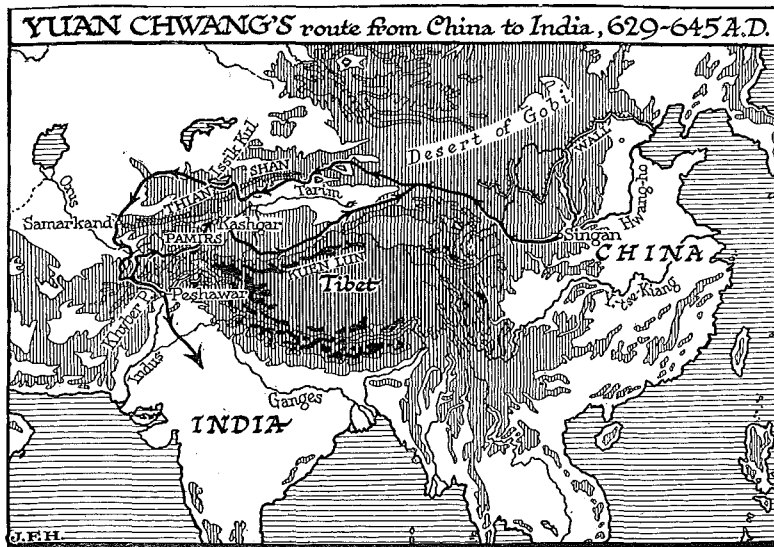 YUAN CHWANG'S route from China to India, 629-645 A.D.
Desert of Gobi
WALL
Issik Kul
THIAN SHAN
Tarim
Oxus
Hwang-ho
Samarkand
Kashgar
Singan
PAMIRS
CHINA
KUEN LUN
Tibet
Peshawar
Khyber
Y'tse Kiang
Indus
Ganges
INDIA
J.F.H.